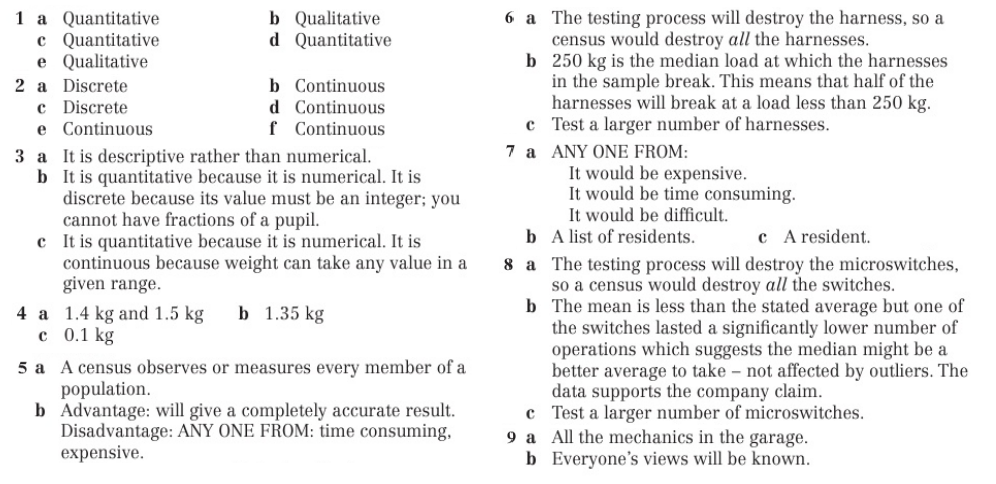 1 a Quantitative b Qualitative
c Quantitative d Quantitative
e Qualitative
2 a Discrete b Continuous
c Discrete d Continuous
e Continuous f Continuous
3 a It is descriptive rather than numerical.
b It is quantitative because it is numerical. It is
discrete because its value must be an integer; you
cannot have fractions of a pupil.
c It is quantitative because it is numerical. It is
continuous because weight can take any value in a
given range.
4 a 1.4 kg and 1.5 kg b 1.35 kg
c 0.1 kg
5 a A census observes or measures every member of a
population.
b Advantage: will give a completely accurate result.
Disadvantage: ANY ONE FROM: time consuming,
expensive.
6 a The testing process will destroy the harness, so a
census would destroy all the harnesses.
b 250 kg is the median load at which the harnesses
in the sample break. This means that half of the
harnesses will break at a load less than 250 kg.
c Test a larger number of harnesses.
7 a ANY ONE FROM:
It would be expensive.
It would be time consuming.
It would be difficult.
b A list of residents. c A resident.
8 a The testing process will destroy the microswitches,
so a census would destroy all the switches.
b The mean is less than the stated average but one of
the switches lasted a significantly lower number of
operations which suggests the median might be a
better average to take – not affected by outliers. The
data supports the company claim.
c Test a larger number of microswitches.
9 a All the mechanics in the garage.
b Everyone's views will be known.